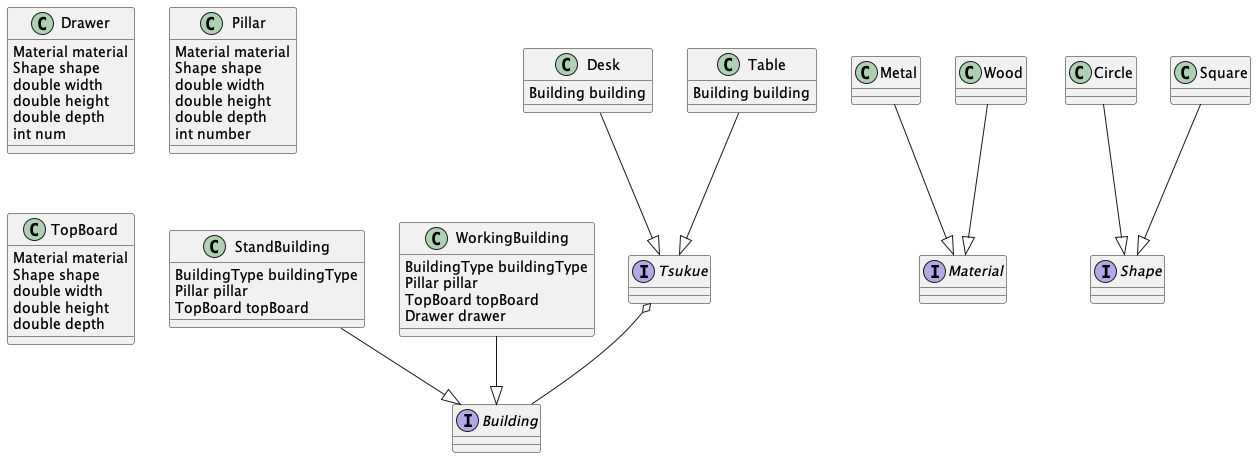 C Drawer
Material material
Shape shape
double width
double height
double depth
int num
C Pillar
Material material
Shape shape
double width
double height
double depth
int number
C Desk
Building building
C Table
Building building
C Metal
C Wood
C Circle
C Square
C TopBoard
Material material
Shape shape
double width
double height
double depth
C StandBuilding
BuildingType buildingType
Pillar pillar
TopBoard topBoard
C WorkingBuilding
BuildingType buildingType
Pillar pillar
TopBoard topBoard
Drawer drawer
I Tsukue
I Material
I Shape
I Building